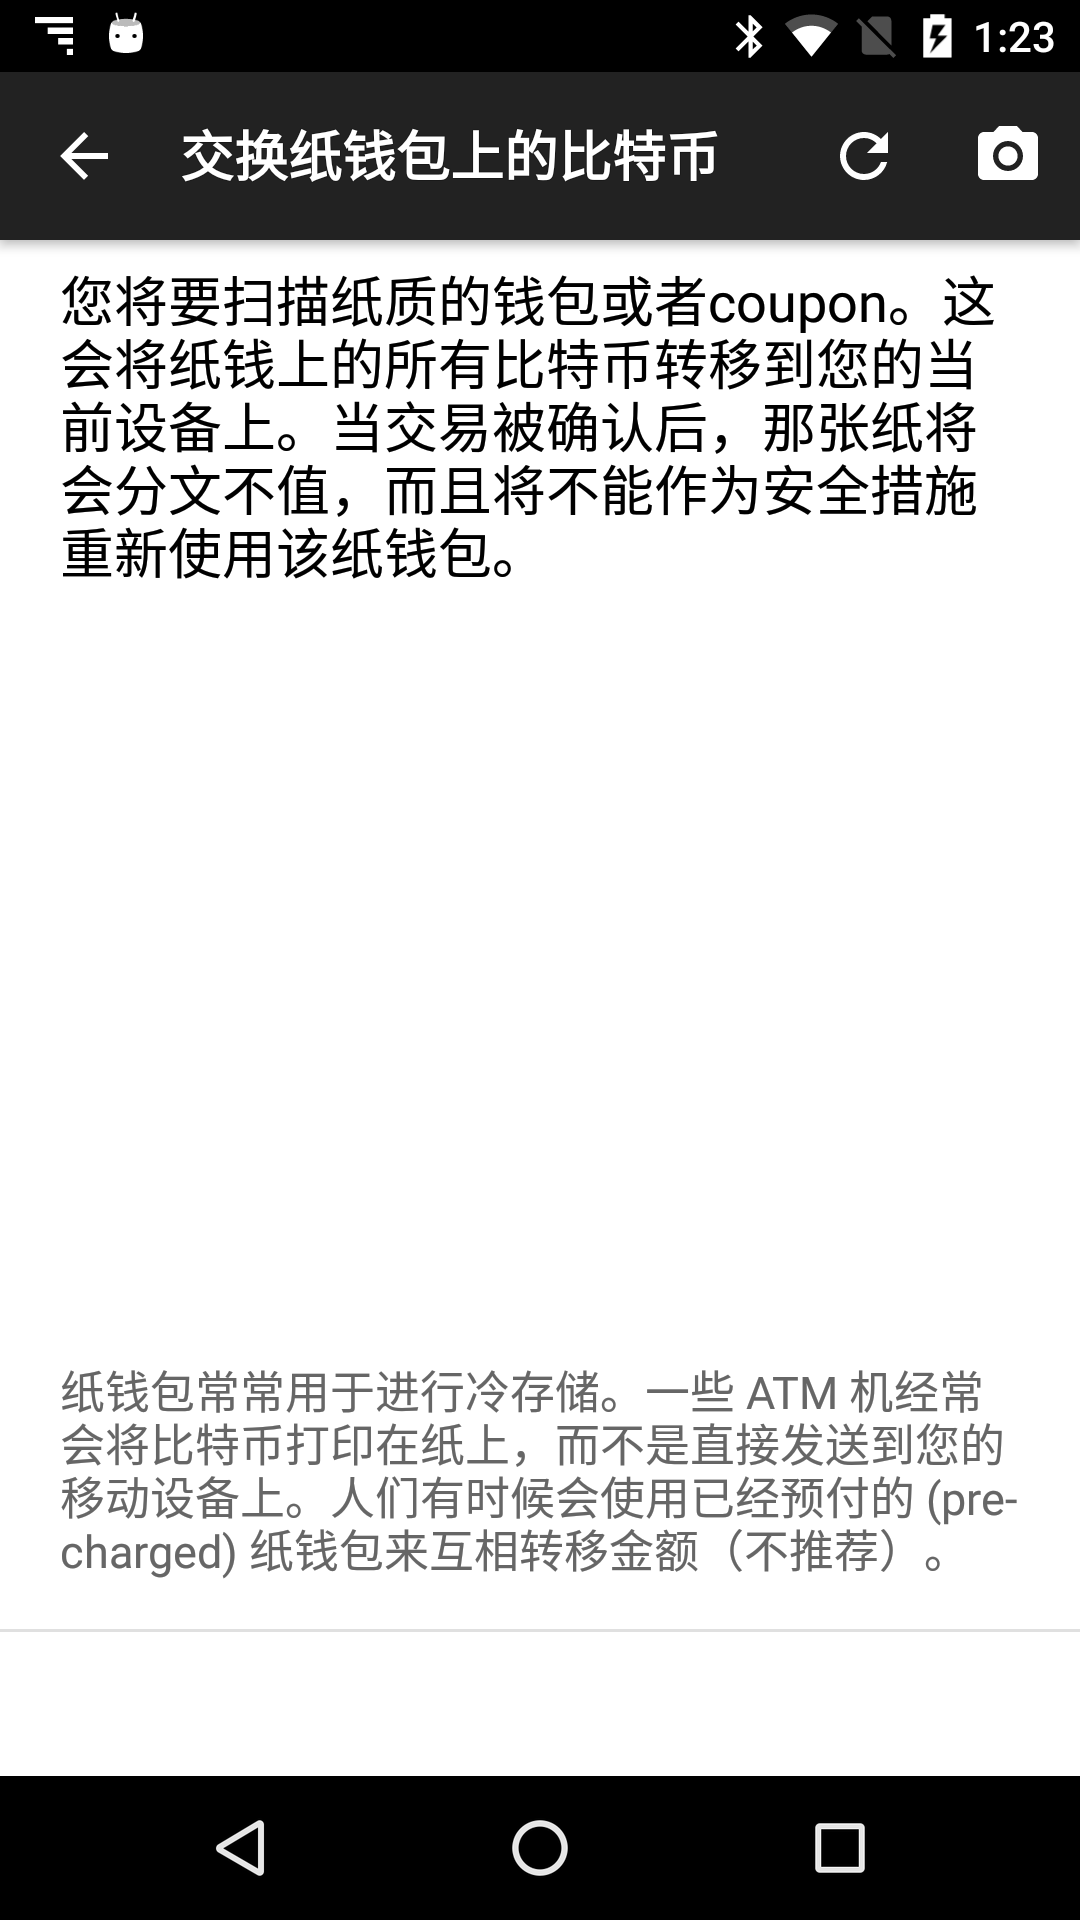 1:23
交换纸钱包上的比特币
您将要扫描纸质的钱包或者coupon。这
会将纸钱上的所有比特币转移到您的当
前设备上。当交易被确认后，那张纸将
会分文不值，而且将不能作为安全措施
重新使用该纸钱包。
纸钱包常常用于进行冷存储。一些 ATM 机经常
会将比特币打印在纸上，而不是直接发送到您的
移动设备上。人们有时候会使用已经预付的 (pre-
charged) 纸钱包来互相转移金额（不推荐）。